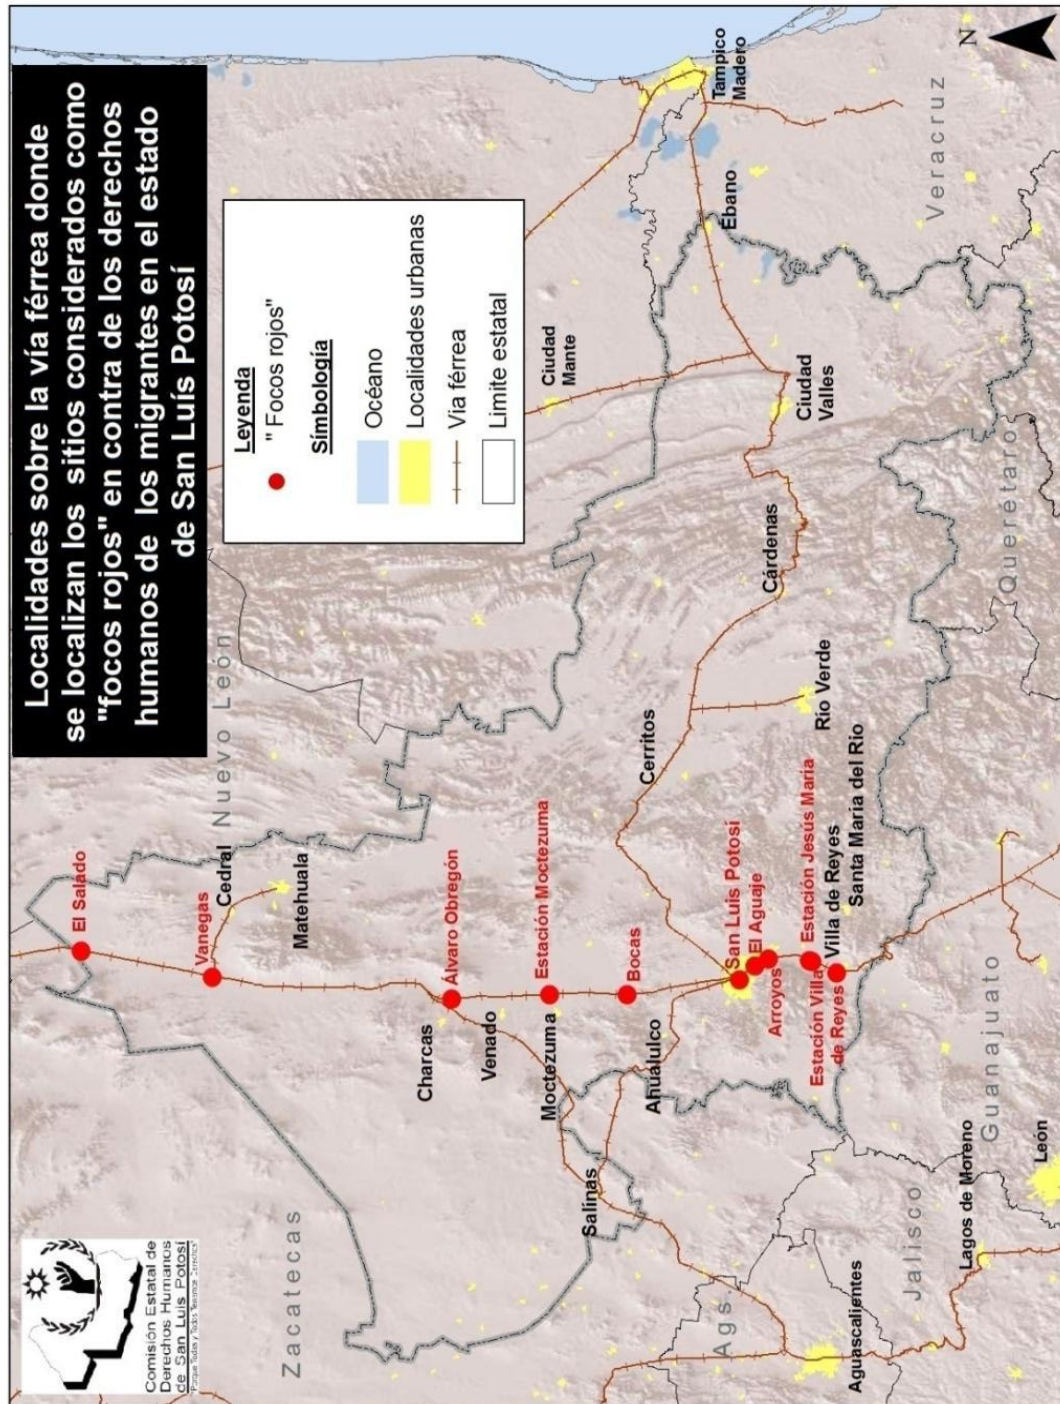 Localidades sobre la vía férrea donde
se localizan los sitios considerados como
"focos rojos" en contra de los derechos
humanos de los migrantes en el estado
de San Luís Potosí
Comisión Estatal de
Derechos Humanos
de San Luis Potosí
Leyenda
" Focos rojos"
Símbología
Océano
Localidades urbanas
Via férrea
Limite estatal
N
Nuevo León
Zacatecas
Ags.
Jalisco
Guanajuato
Querétaro
Veracruz
El Salado
Vanegas
Cedral
Matehuala
Charcas
Álvaro Obregón
Venado
Estación Moctezuma
Moctezuma
Bocas
Ahualulco
Salinas
Cerritos
San Luis Potosí
El Aguaje
Arroyos
Estación Jesús María
Estación Villa
de Reyes
Villa de Reyes
Santa María del Rio
Rio Verde
Cárdenas
Ciudad
Valles
Ciudad
Mante
Ébano
Tampico
Madero
Aguascalientes
Lagos de Moreno
León